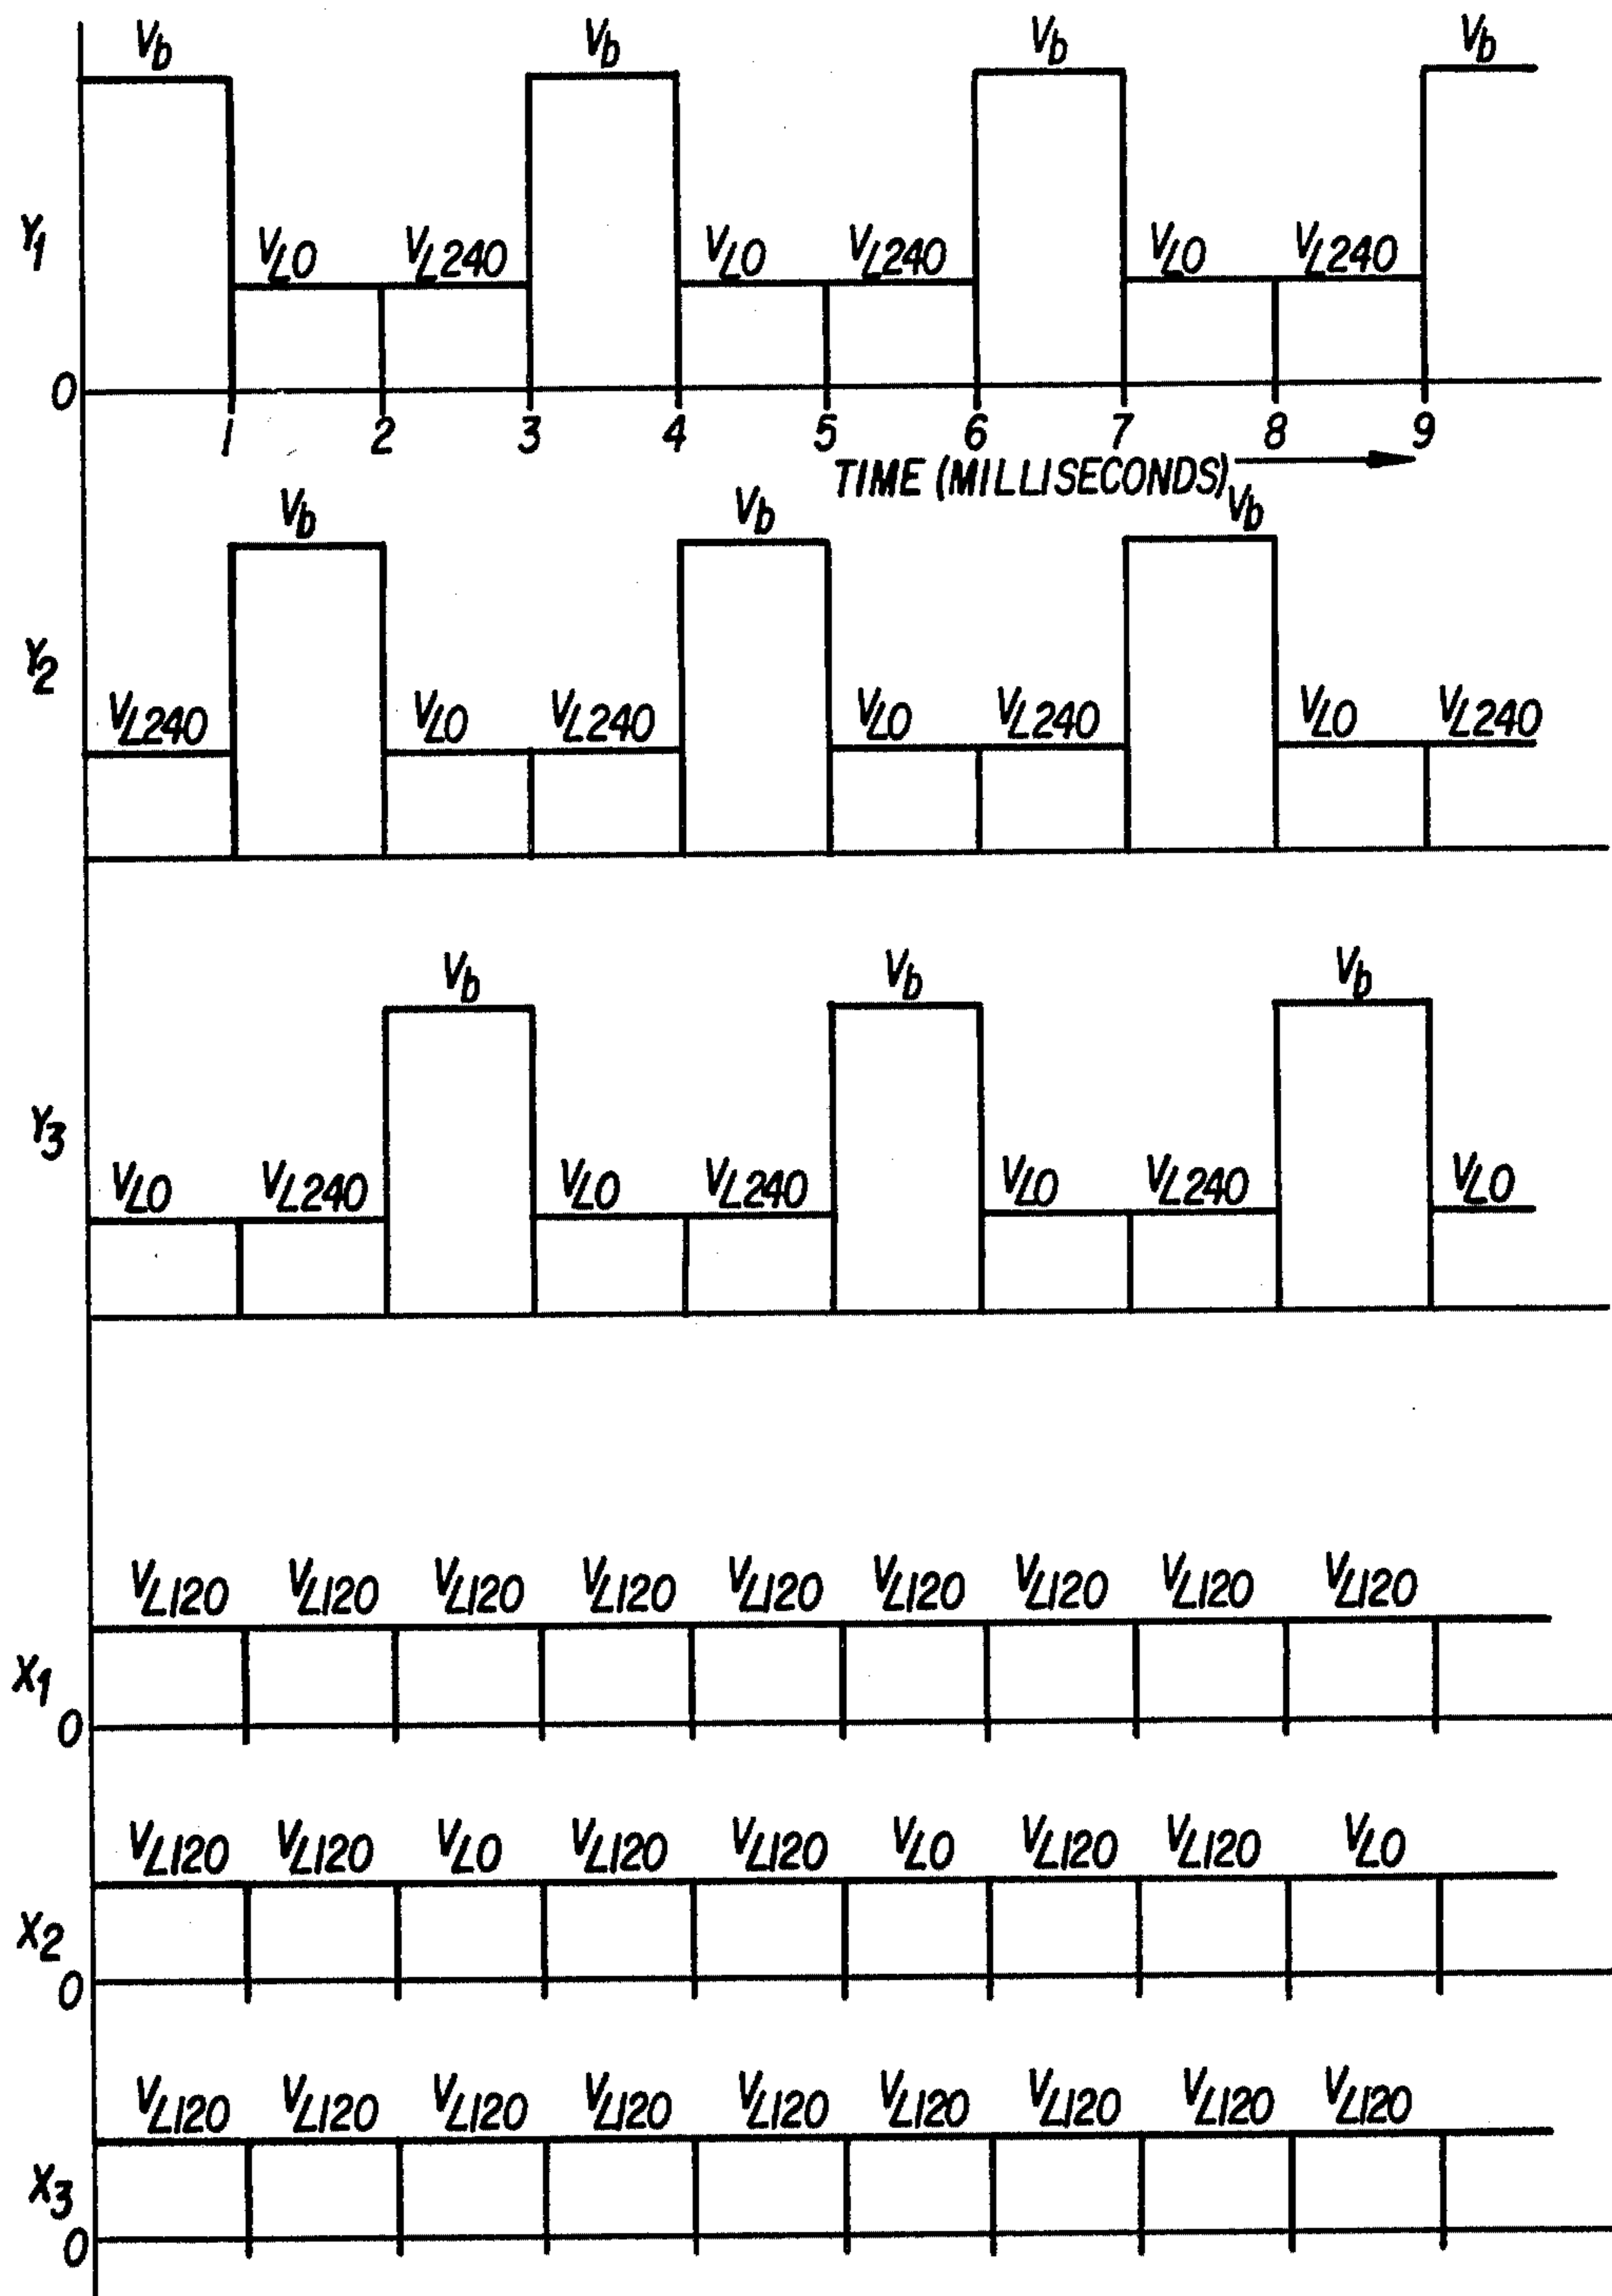 Vb Vb Vb Vb
Y1
VL0 VL240 VL0 VL240 VL0 VL240
0
1 2 3 4 5 6 7 8 9
TIME (MILLISECONDS)
Vb Vb Vb
Y2
VL240 VL0 VL240 VL0 VL240 VL0 VL240
Vb Vb Vb
Y3
VL0 VL240 VL0 VL240 VL0 VL240 VL0
VL120 VL120 VL120 VL120 VL120 VL120 VL120 VL120 VL120
X1
0
VL120 VL120 VL0 VL120 VL120 VL0 VL120 VL120 VL0
X2
0
VL120 VL120 VL120 VL120 VL120 VL120 VL120 VL120 VL120
X3
0